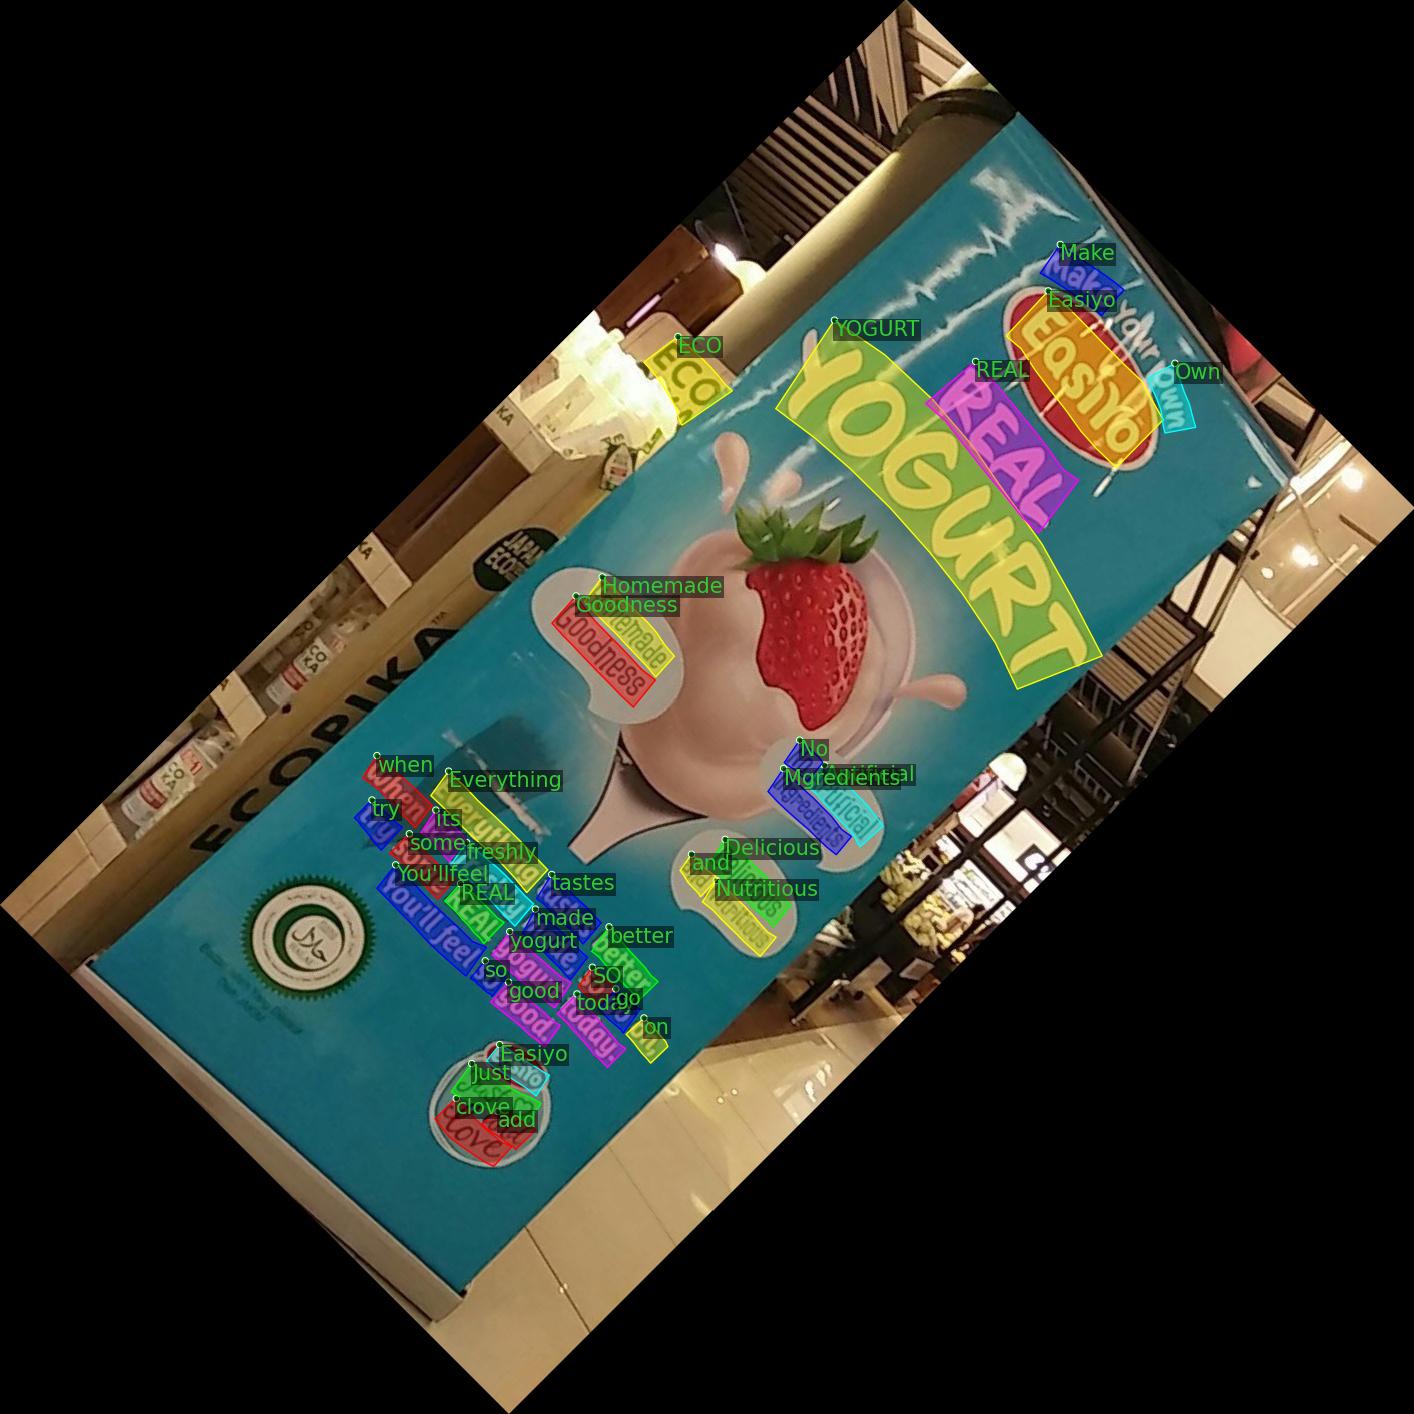 Make your own
Easiyo
REAL
YOGURT
Homemade
Goodness
No
Artificial
Ingredients
Delicious
and
Nutritious
Everything tastes better
when its freshly made, so go on,
try some REAL yogurt today.
You'll feel so good.
Easiyo
Just
add
love
ECO
JAPAN
ECO